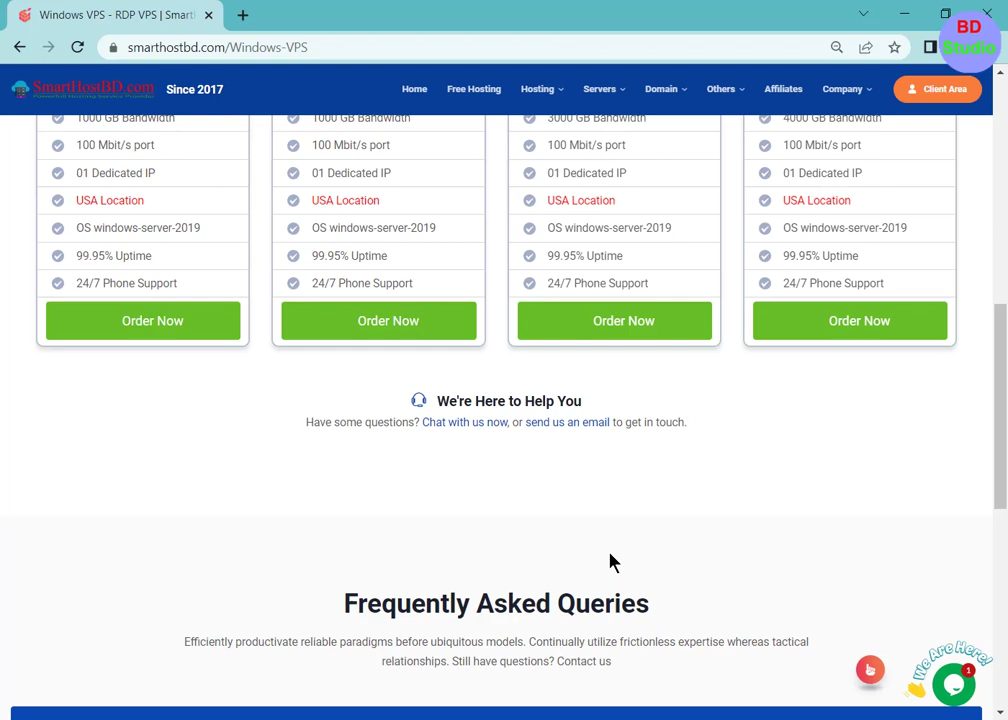 Windows VPS - RDP VPS | Smart
smarthostbd.com/Windows-VPS
BD
Studio
SmartHostBD.com
Powerfull Hosting Service Provider
Since 2017
Home
Free Hosting
Hosting
Servers
Domain
Others
Affiliates
Company
Client Area
1000 GB Bandwidth
100 Mbit/s port
01 Dedicated IP
USA Location
OS windows-server-2019
99.95% Uptime
24/7 Phone Support
Order Now
1000 GB Bandwidth
100 Mbit/s port
01 Dedicated IP
USA Location
OS windows-server-2019
99.95% Uptime
24/7 Phone Support
Order Now
3000 GB Bandwidth
100 Mbit/s port
01 Dedicated IP
USA Location
OS windows-server-2019
99.95% Uptime
24/7 Phone Support
Order Now
4000 GB Bandwidth
100 Mbit/s port
01 Dedicated IP
USA Location
OS windows-server-2019
99.95% Uptime
24/7 Phone Support
Order Now
We're Here to Help You
Have some questions? Chat with us now, or send us an email to get in touch.
Frequently Asked Queries
Efficiently productivate reliable paradigms before ubiquitous models. Continually utilize frictionless expertise whereas tactical
relationships. Still have questions? Contact us
We Are Here!
1